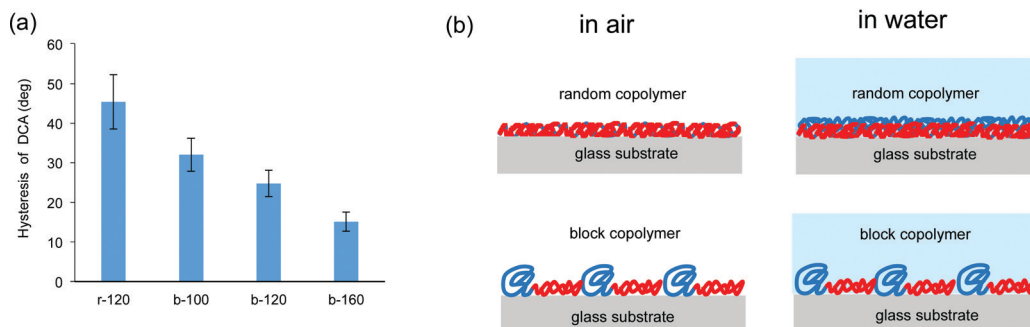 (a)
60
50
40
30
20
10
0
Hysteresis of DCA (deg)
r-120
b-100
b-120
b-160
(b)
in air
in water
random copolymer
glass substrate
random copolymer
glass substrate
block copolymer
glass substrate
block copolymer
glass substrate